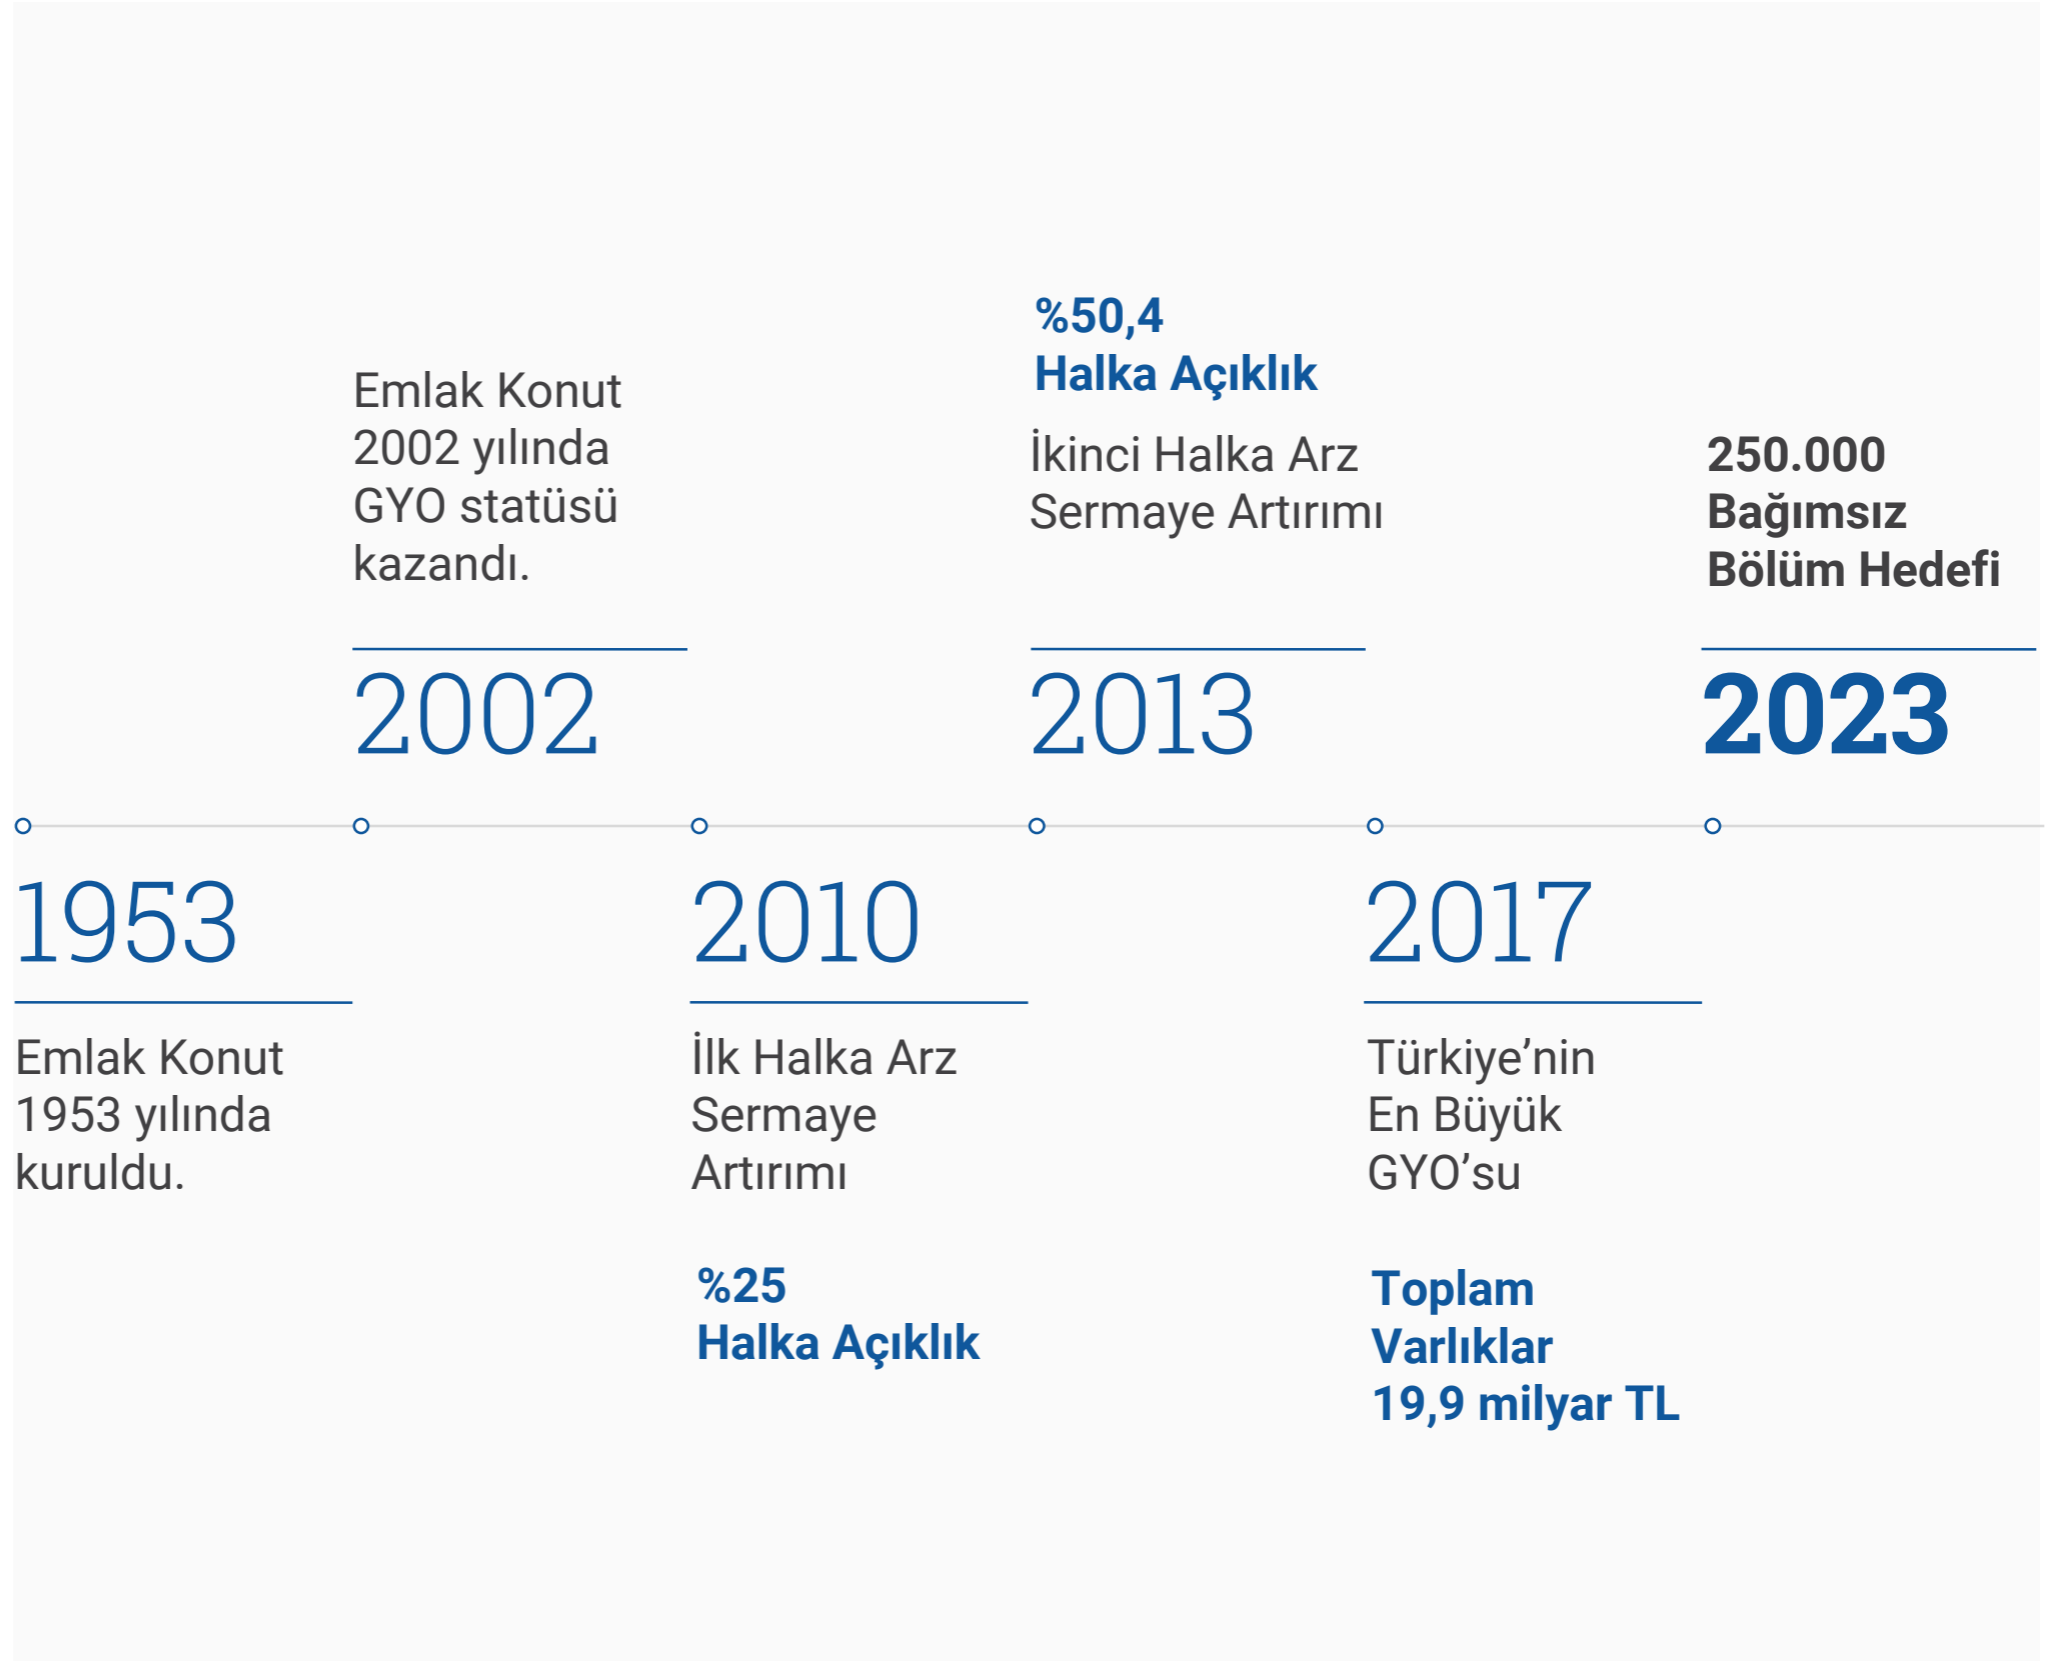 1953
Emlak Konut
1953 yılında
kuruldu.
Emlak Konut
2002 yılında
GYO statüsü
kazandı.
2002
2010
İlk Halka Arz
Sermaye
Artırımı
%25
Halka Açıklık
%50,4
Halka Açıklık
İkinci Halka Arz
Sermaye Artırımı
2013
2017
Türkiye’nin
En Büyük
GYO’su
Toplam
Varlıklar
19,9 milyar TL
250.000
Bağımsız
Bölüm Hedefi
2023